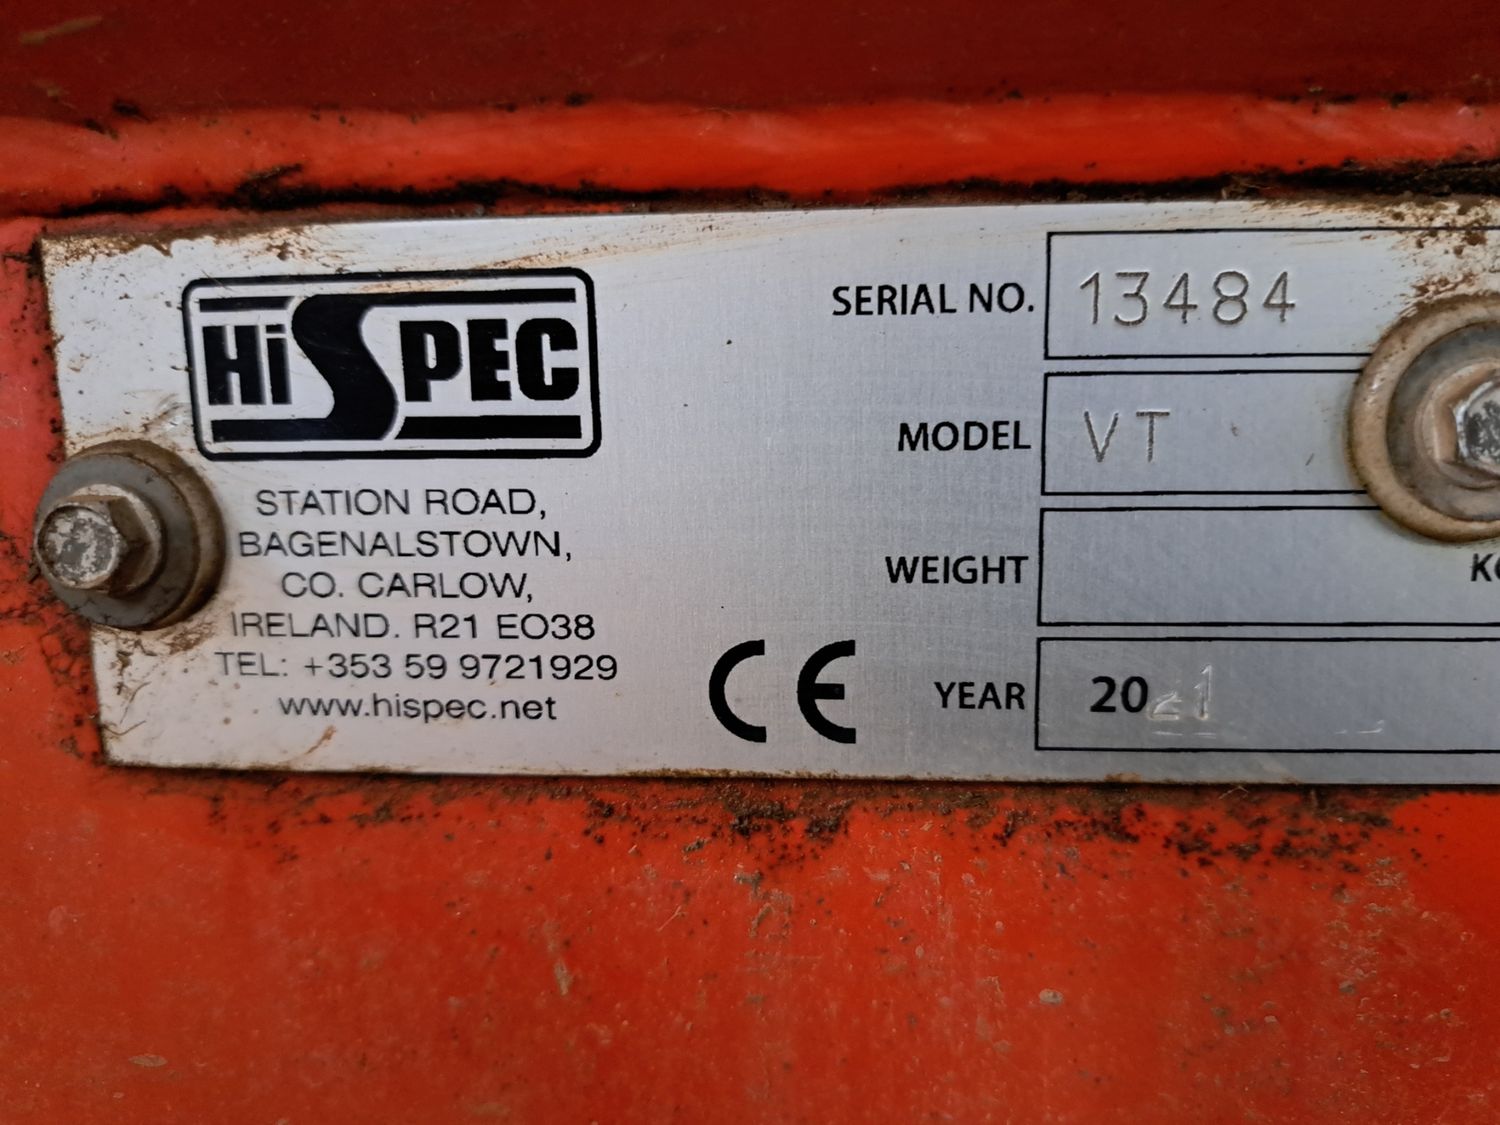 HiSPEC
STATION ROAD,
BAGENALSTOWN,
CO. CARLOW,
IRELAND. R21 EO38
TEL: +353 59 9721929
www.hispec.net
CE
SERIAL NO. 13484
MODEL VT
WEIGHT
YEAR 2021